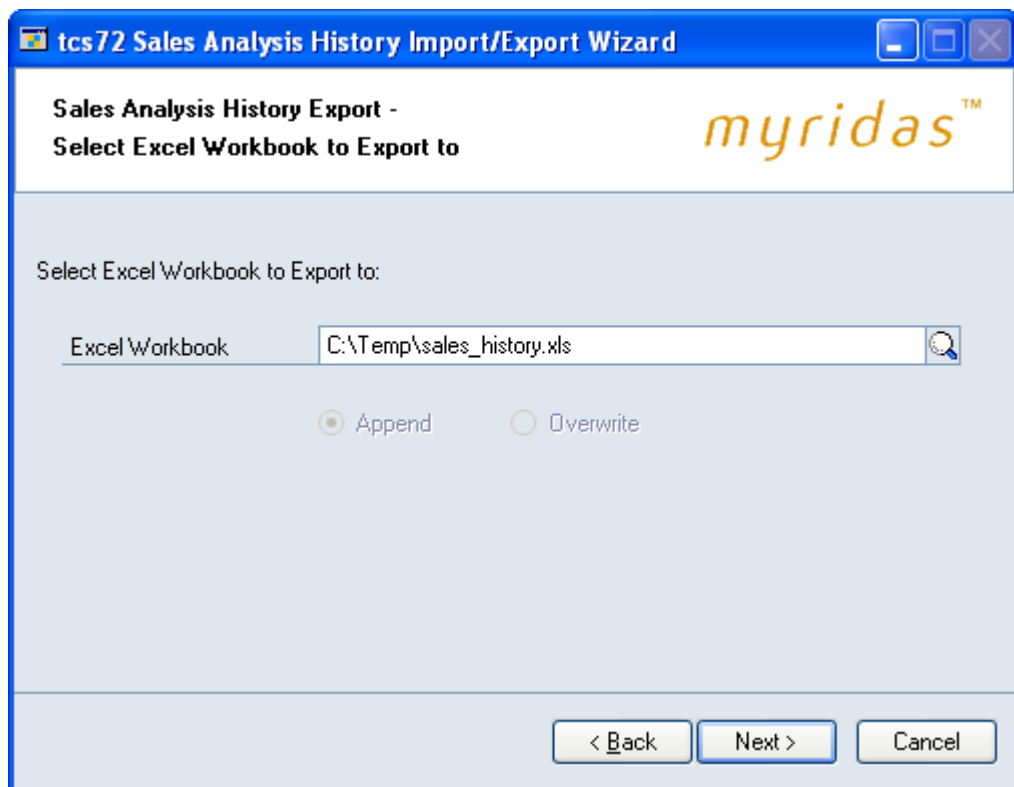 tcs72 Sales Analysis History Import/Export Wizard
Sales Analysis History Export -
Select Excel Workbook to Export to
myridas™
Select Excel Workbook to Export to:
Excel Workbook C:\Temp\sales_history.xls
Append Overwrite
< Back Next > Cancel